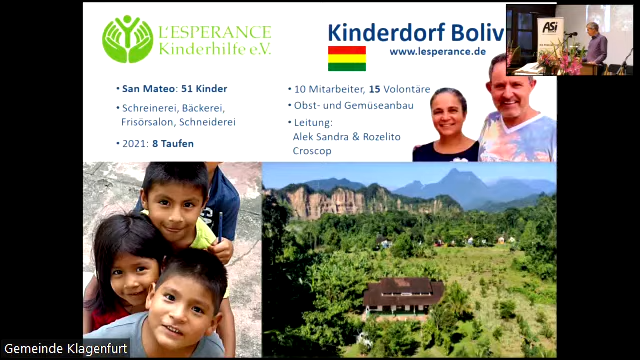 L'ESPERANCE
Kinderhilfe e.V.
Kinderdorf Boliv
www.lesperance.de
• San Mateo: 51 Kinder
• Schreinerei, Bäckerei,
Frisörsalon, Schneiderei
• 2021: 8 Taufen
• 10 Mitarbeiter, 15 Volontäre
• Obst- und Gemüseanbau
• Leitung:
Alek Sandra & Rozelito
Croscop
ASi
Gemeinde Klagenfurt